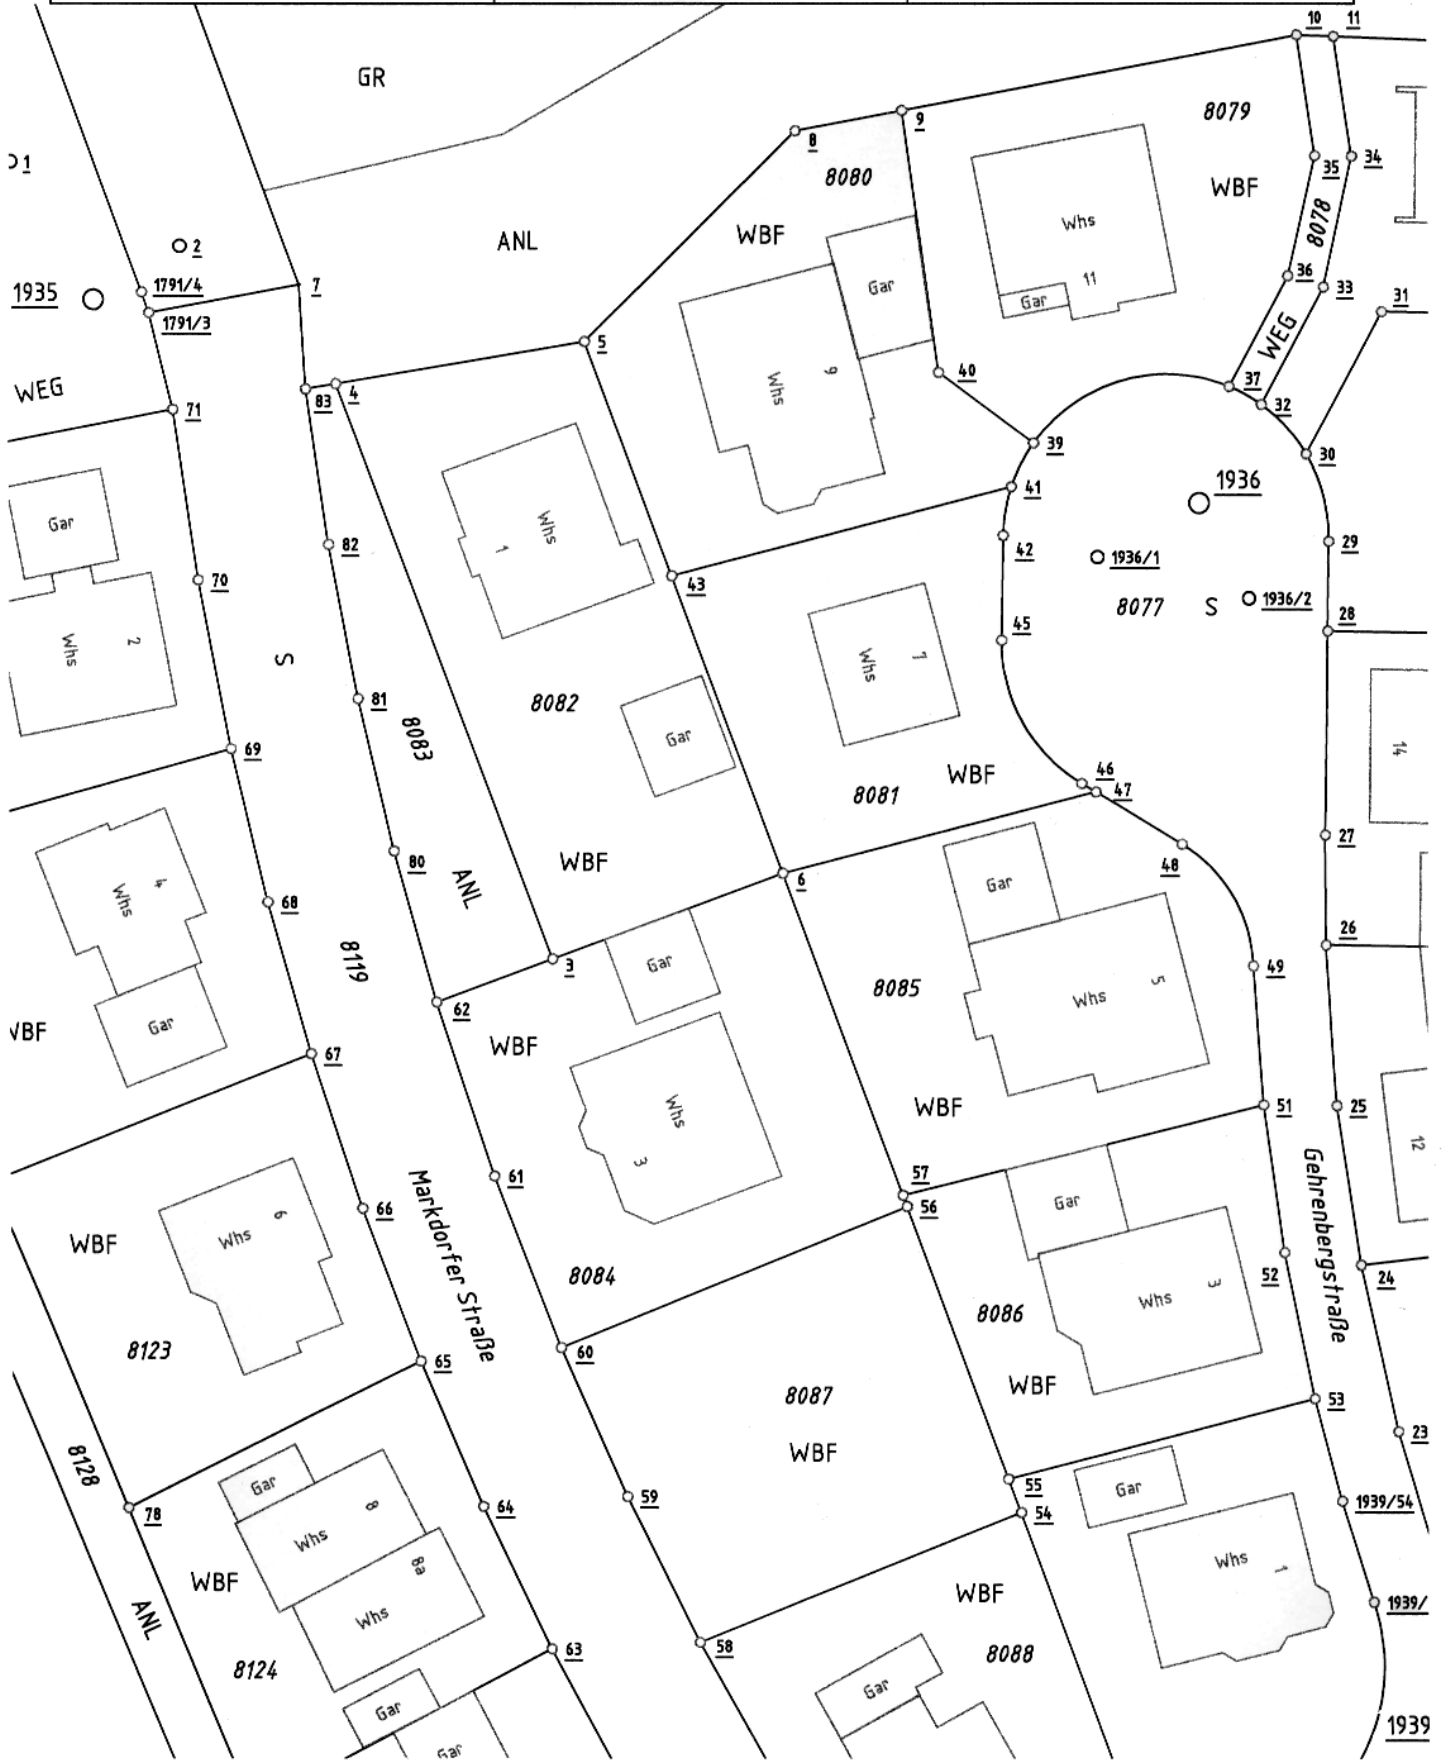 10
11
GR
8079
9
8
1
35
34
8080
WBF
8078
WBF
ANL
Whs
2
Gar
11
36
33
1791/4
7
1935
Gar
31
1791/3
WEG
5
WEG
83
4
9
Whs
40
37
32
71
39
30
1936
41
Gar
Whs
1
82
42
1936/1
29
70
43
1936/2
8077
S
28
Whs
2
45
S
7
Whs
81
8082
8083
Gar
69
14
46
WBF
8081
47
27
80
WBF
6
48
ANL
Gar
4
Whs
68
26
3
8119
Gar
49
8085
5
Whs
62
WBF
Gar
WBF
67
WBF
51
25
Whs
3
12
61
57
Gar
56
66
6
Whs
WBF
Markdorfer Straße
Gehrenbergstraße
52
8084
24
3
Whs
8086
8123
65
60
WBF
8087
53
WBF
23
8128
Gar
55
Gar
59
78
8
Whs
64
54
1939/54
8a
Whs
1
WBF
WBF
1939/
ANL
Whs
63
58
8088
8124
Gar
Gar
Gar
1939